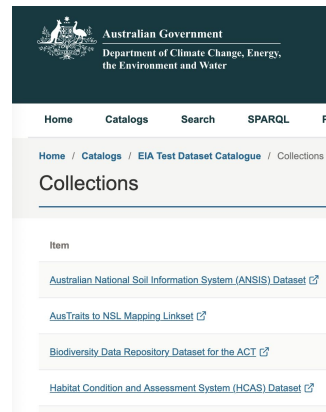 Australian Government
Department of Climate Change, Energy,
the Environment and Water
Home Catalogs Search SPARQL
Home / Catalogs / EIA Test Dataset Catalogue / Collections
Collections
Item
Australian National Soil Information System (ANSIS) Dataset
AusTraits to NSL Mapping Linkset
Biodiversity Data Repository Dataset for the ACT
Habitat Condition and Assessment System (HCAS) Dataset